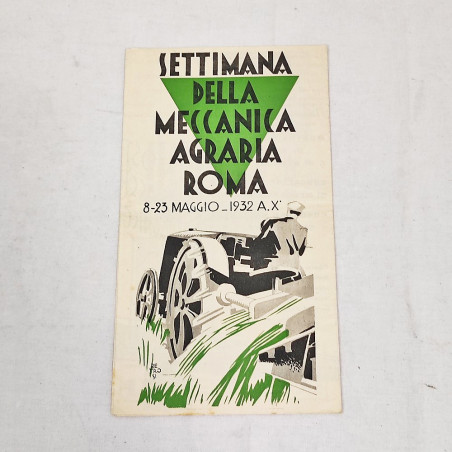 SETTIMANA
DELLA
MECCANICA
AGRARIA
ROMA
8-23 MAGGIO - 1932 A. X°